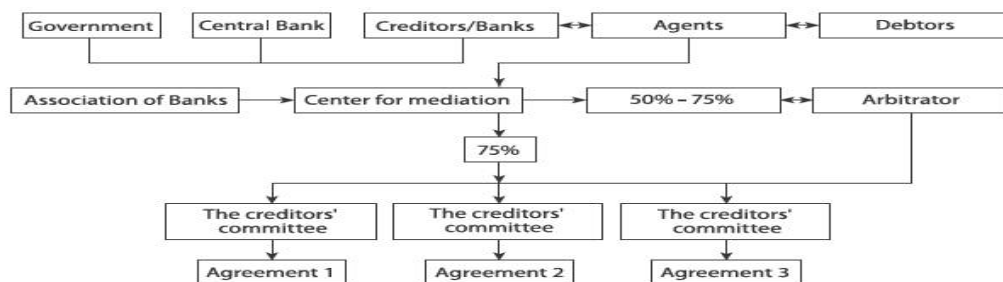 Government
Central Bank
Creditors/Banks
Agents
Debtors
Association of Banks
Center for mediation
50% – 75%
Arbitrator
75%
The creditors'
committee
The creditors'
committee
The creditors'
committee
Agreement 1
Agreement 2
Agreement 3